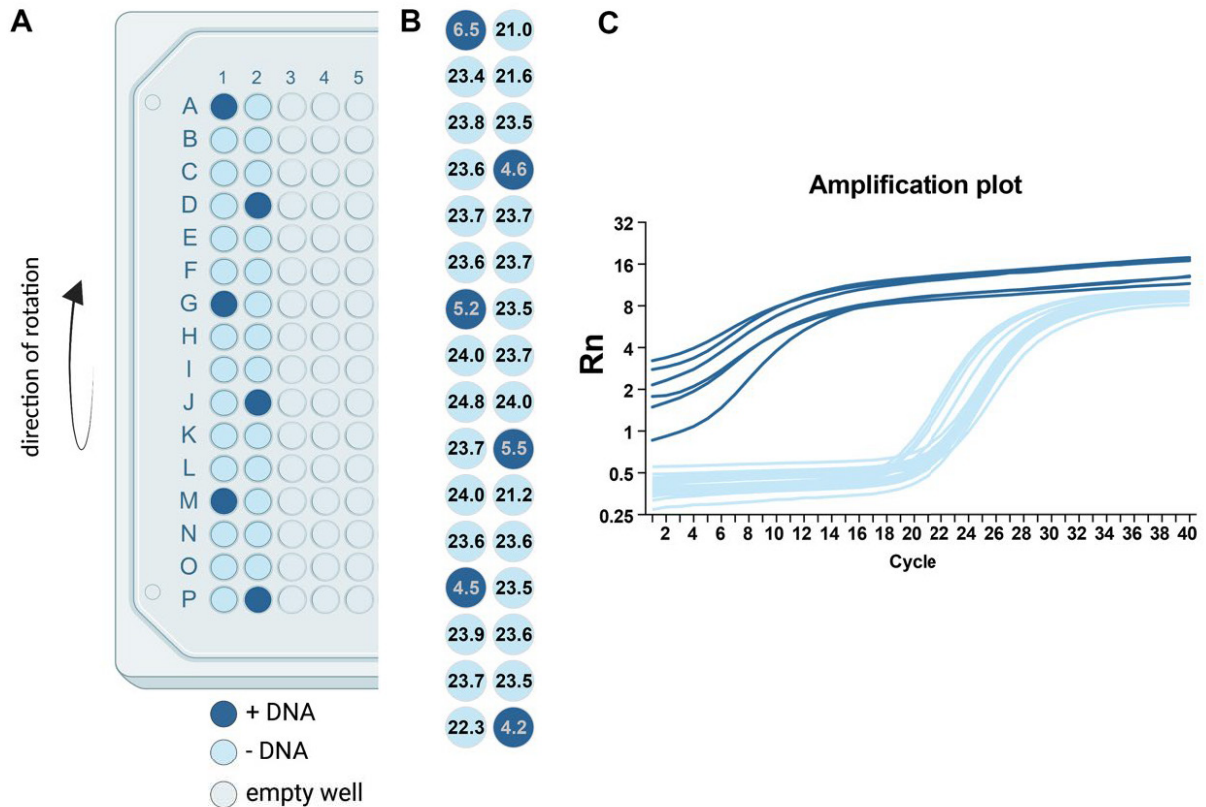 A
1 2 3 4 5
A
B
C
D
E
F
G
H
I
J
K
L
M
N
O
P
direction of rotation
+ DNA
- DNA
empty well
B
6.5 21.0
23.4 21.6
23.8 23.5
23.6 4.6
23.7 23.7
23.6 23.7
5.2 23.5
24.0 23.7
24.8 24.0
23.7 5.5
24.0 21.2
23.6 23.6
4.5 23.5
23.9 23.6
23.7 23.5
22.3 4.2
C
Amplification plot
32
16
8
4
2
1
0.5
0.25
Rn
2 4 6 8 10 12 14 16 18 20 22 24 26 28 30 32 34 36 38 40
Cycle